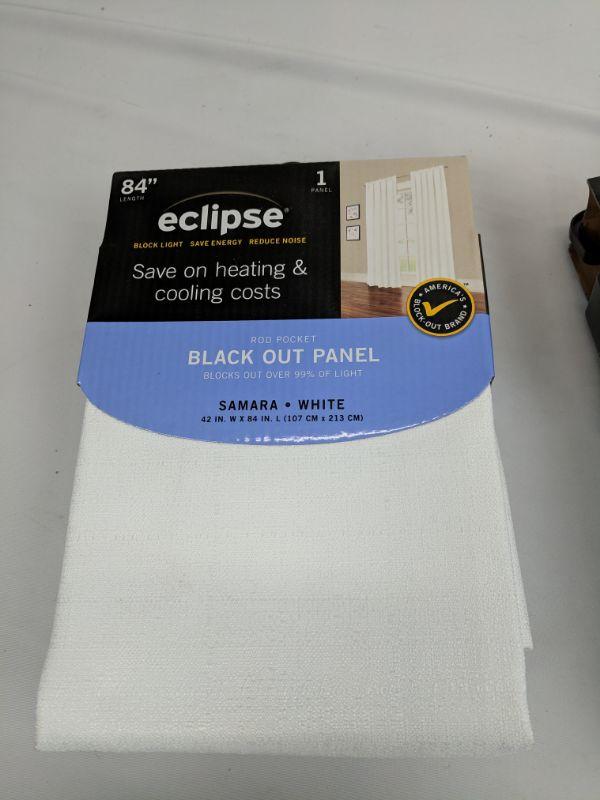 84”
LENGTH
1
PANEL
eclipse®
BLOCK LIGHT SAVE ENERGY REDUCE NOISE
Save on heating &
cooling costs
AMERICA'S
BLOCK-OUT BRAND
™
ROD POCKET
BLACK OUT PANEL
BLOCKS OUT OVER 99% OF LIGHT
SAMARA • WHITE
42 IN. W X 84 IN. L (107 CM x 213 CM)